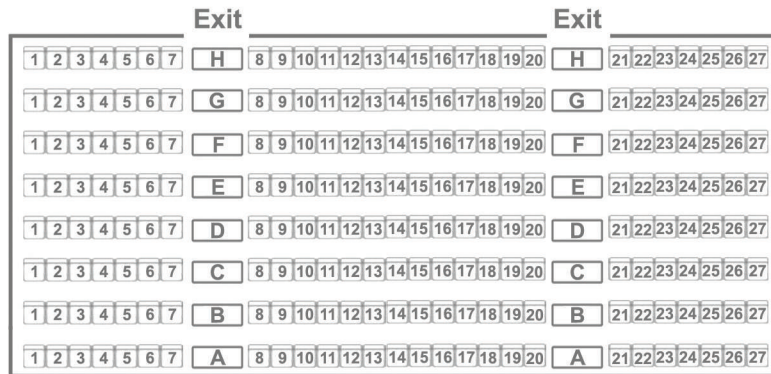 Exit Exit
1 2 3 4 5 6 7 H 8 9 10 11 12 13 14 15 16 17 18 19 20 H 21 22 23 24 25 26 27
1 2 3 4 5 6 7 G 8 9 10 11 12 13 14 15 16 17 18 19 20 G 21 22 23 24 25 26 27
1 2 3 4 5 6 7 F 8 9 10 11 12 13 14 15 16 17 18 19 20 F 21 22 23 24 25 26 27
1 2 3 4 5 6 7 E 8 9 10 11 12 13 14 15 16 17 18 19 20 E 21 22 23 24 25 26 27
1 2 3 4 5 6 7 D 8 9 10 11 12 13 14 15 16 17 18 19 20 D 21 22 23 24 25 26 27
1 2 3 4 5 6 7 C 8 9 10 11 12 13 14 15 16 17 18 19 20 C 21 22 23 24 25 26 27
1 2 3 4 5 6 7 B 8 9 10 11 12 13 14 15 16 17 18 19 20 B 21 22 23 24 25 26 27
1 2 3 4 5 6 7 A 8 9 10 11 12 13 14 15 16 17 18 19 20 A 21 22 23 24 25 26 27